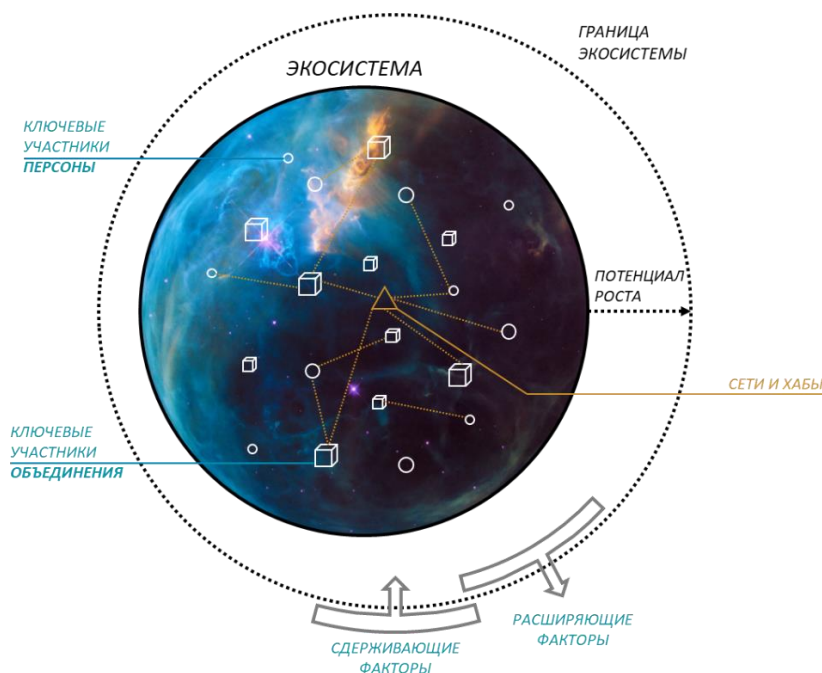 ГРАНИЦА
ЭКОСИСТЕМЫ
ЭКОСИСТЕМА
КЛЮЧЕВЫЕ
УЧАСТНИКИ
ПЕРСОНЫ
ПОТЕНЦИАЛ
РОСТА
СЕТИ И ХАБЫ
КЛЮЧЕВЫЕ
УЧАСТНИКИ
ОБЪЕДИНЕНИЯ
РАСШИРЯЮЩИЕ
ФАКТОРЫ
СДЕРЖИВАЮЩИЕ
ФАКТОРЫ